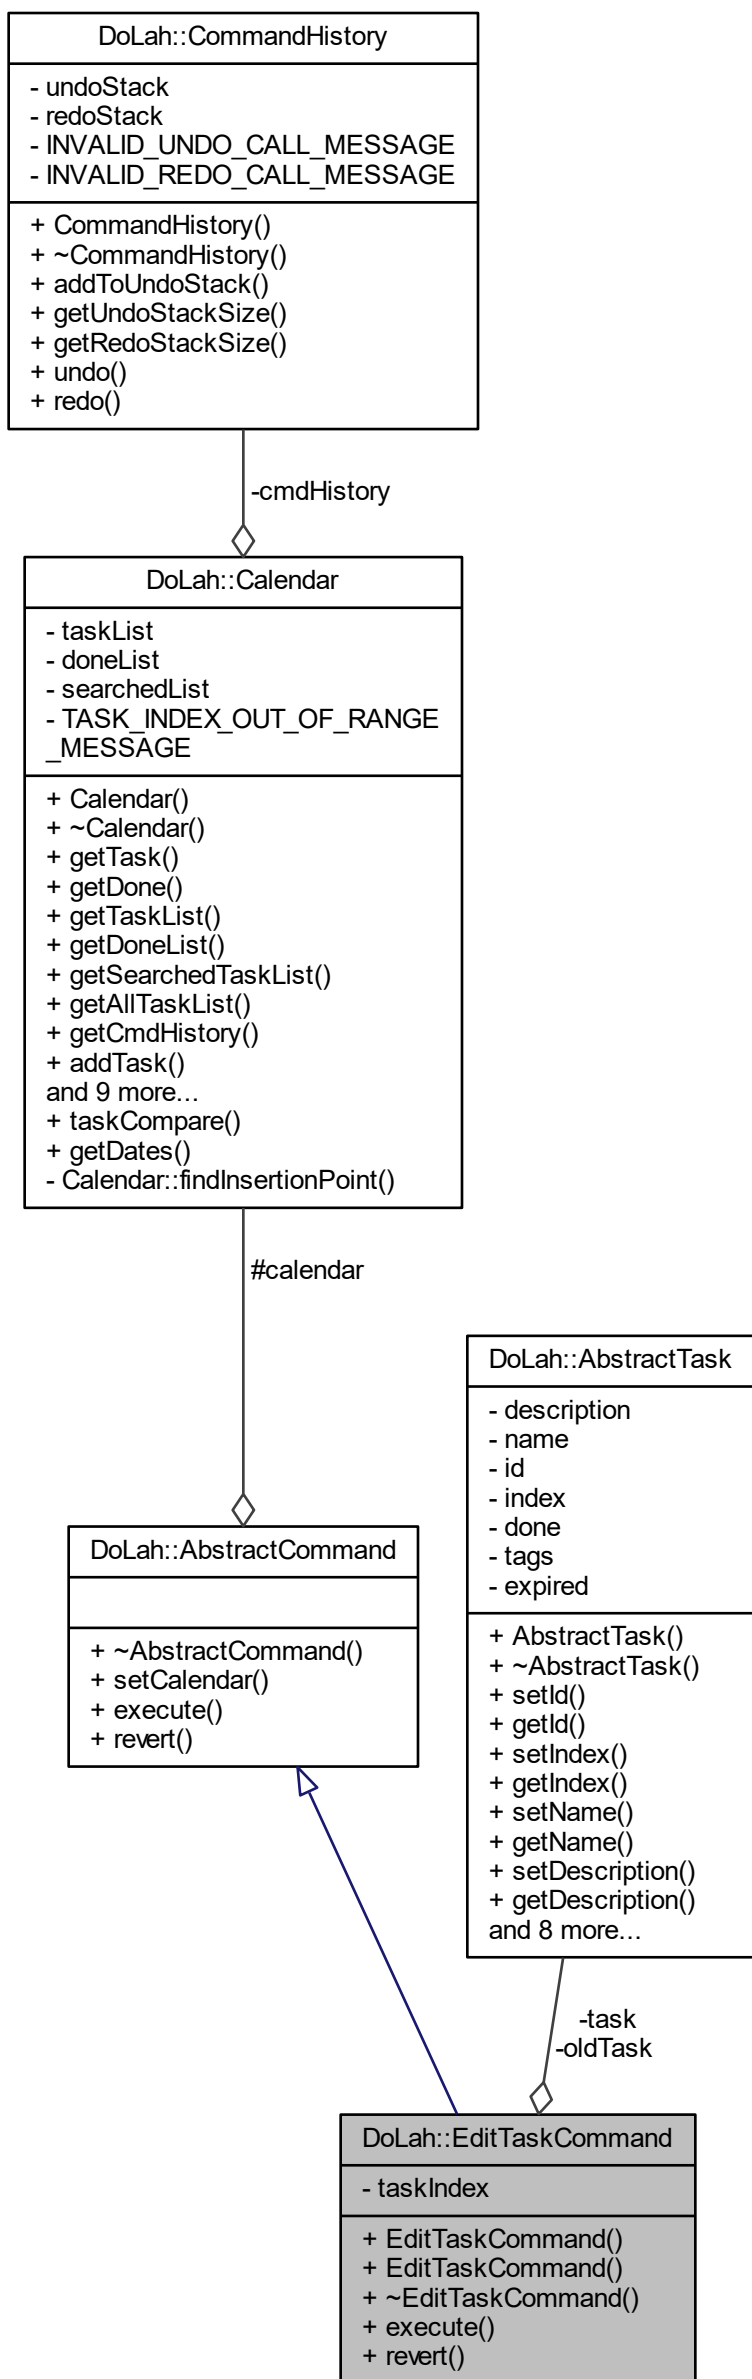 DoLah::CommandHistory
- undoStack
- redoStack
- INVALID_UNDO_CALL_MESSAGE
- INVALID_REDO_CALL_MESSAGE
+ CommandHistory()
+ ~CommandHistory()
+ addToUndoStack()
+ getUndoStackSize()
+ getRedoStackSize()
+ undo()
+ redo()
-cmdHistory
DoLah::Calendar
- taskList
- doneList
- searchedList
- TASK_INDEX_OUT_OF_RANGE
_MESSAGE
+ Calendar()
+ ~Calendar()
+ getTask()
+ getDone()
+ getTaskList()
+ getDoneList()
+ getSearchedTaskList()
+ getAllTaskList()
+ getCmdHistory()
+ addTask()
and 9 more...
+ taskCompare()
+ getDates()
- Calendar::findInsertionPoint()
#calendar
DoLah::AbstractCommand
+ ~AbstractCommand()
+ setCalendar()
+ execute()
+ revert()
DoLah::AbstractTask
- description
- name
- id
- index
- done
- tags
- expired
+ AbstractTask()
+ ~AbstractTask()
+ setId()
+ getId()
+ setIndex()
+ getIndex()
+ setName()
+ getName()
+ setDescription()
+ getDescription()
and 8 more...
-task
-oldTask
DoLah::EditTaskCommand
- taskIndex
+ EditTaskCommand()
+ EditTaskCommand()
+ ~EditTaskCommand()
+ execute()
+ revert()